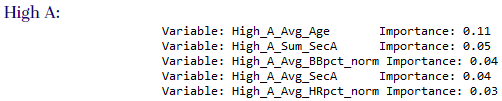 High A:
Variable: High_A_Avg_Age Importance: 0.11
Variable: High_A_Sum_SecA Importance: 0.05
Variable: High_A_Avg_BBpct_norm Importance: 0.04
Variable: High_A_Avg_SecA Importance: 0.04
Variable: High_A_Avg_HRpct_norm Importance: 0.03